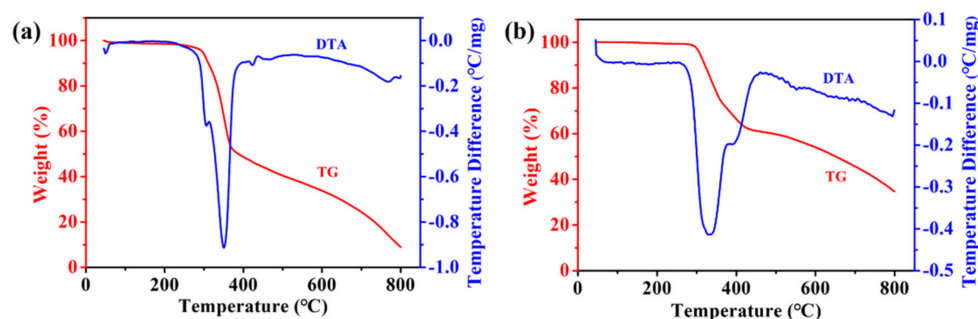 (a)
100
80
60
40
20
0
Weight (%)
0
200
400
600
800
Temperature (°C)
0.0
-0.2
-0.4
-0.6
-0.8
-1.0
Temperature Difference (°C/mg)
DTA
TG
(b)
100
80
60
40
20
0
Weight (%)
0
200
400
600
800
Temperature (°C)
0.1
0.0
-0.1
-0.2
-0.3
-0.4
-0.5
Temperature Difference (°C/mg)
DTA
TG